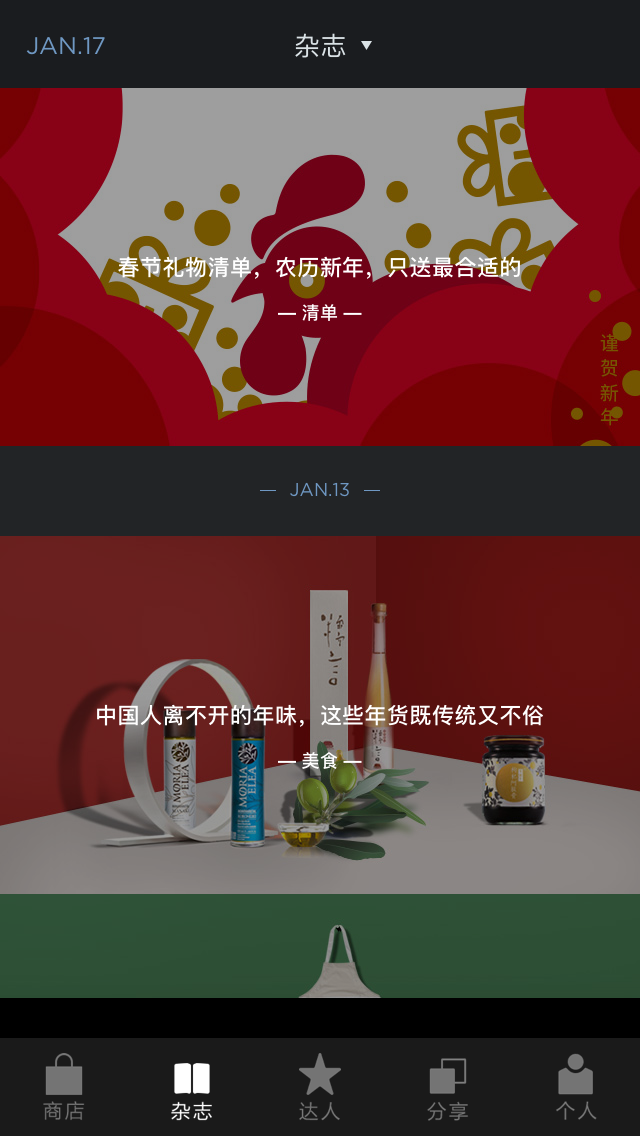 JAN.17
杂志
春节礼物清单，农历新年，只送最合适的
— 清单 —
谨贺新年
— JAN.13 —
中国人离不开的年味，这些年货既传统又不俗
— 美食 —
MORIA ELEA
MORIA ELEA
商店
杂志
达人
分享
个人